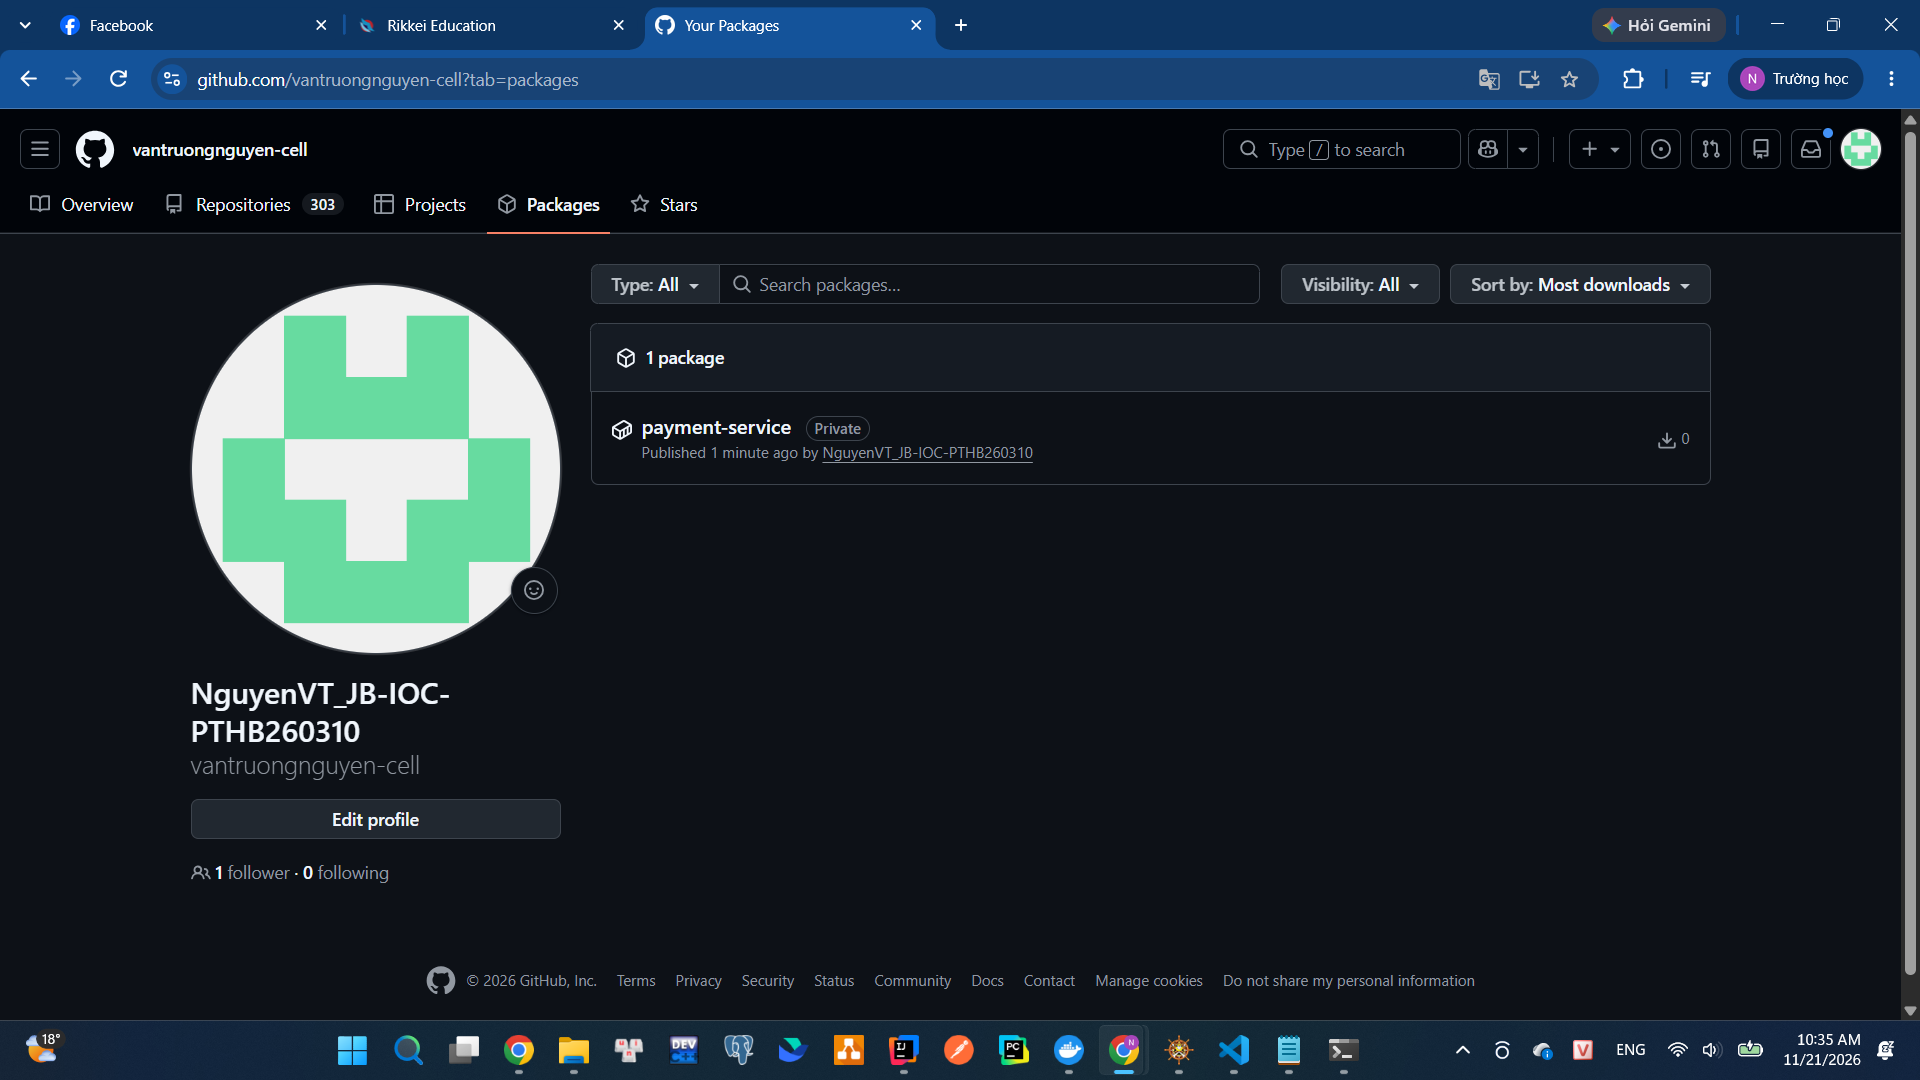 Facebook
Rikkei Education
Your Packages
Hỏi Gemini
github.com/vantruongnguyen-cell?tab=packages
N
Trường học
vantruongnguyen-cell
Type / to search
Overview
Repositories 303
Projects
Packages
Stars
Type: All
Search packages...
Visibility: All
Sort by: Most downloads
1 package
payment-service Private
Published 1 minute ago by NguyenVT_JB-IOC-PTHB260310
0
NguyenVT_JB-IOC-
PTHB260310
vantruongnguyen-cell
Edit profile
1 follower · 0 following
© 2026 GitHub, Inc. Terms Privacy Security Status Community Docs Contact Manage cookies Do not share my personal information
18°
DEV
C++
IJ
PC
N
V
ENG
10:35 AM
11/21/2026